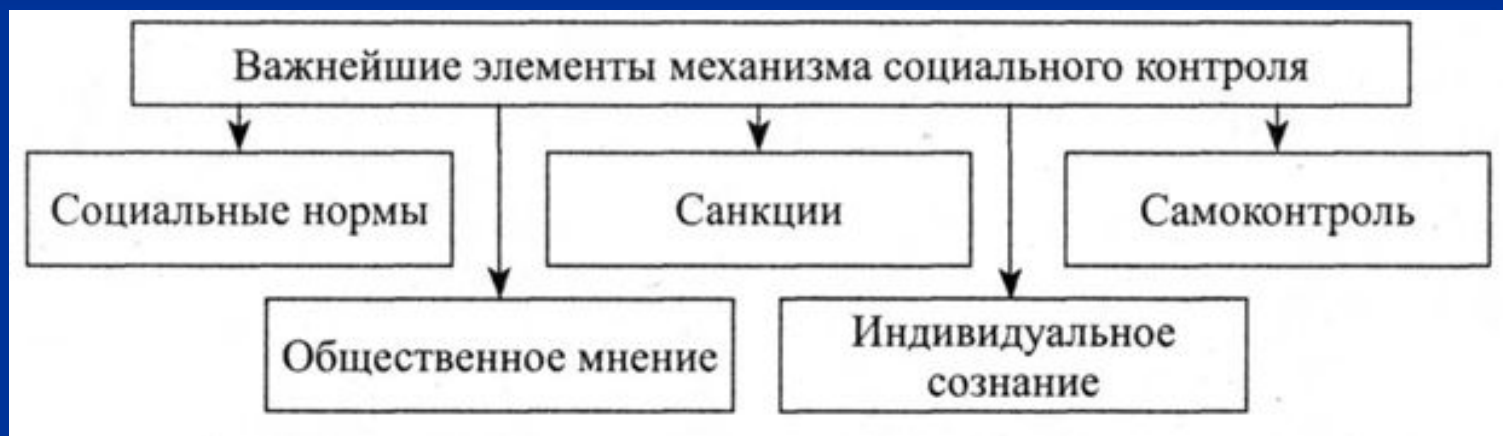 Важнейшие элементы механизма социального контроля
Социальные нормы
Санкции
Самоконтроль
Общественное мнение
Индивидуальное
сознание